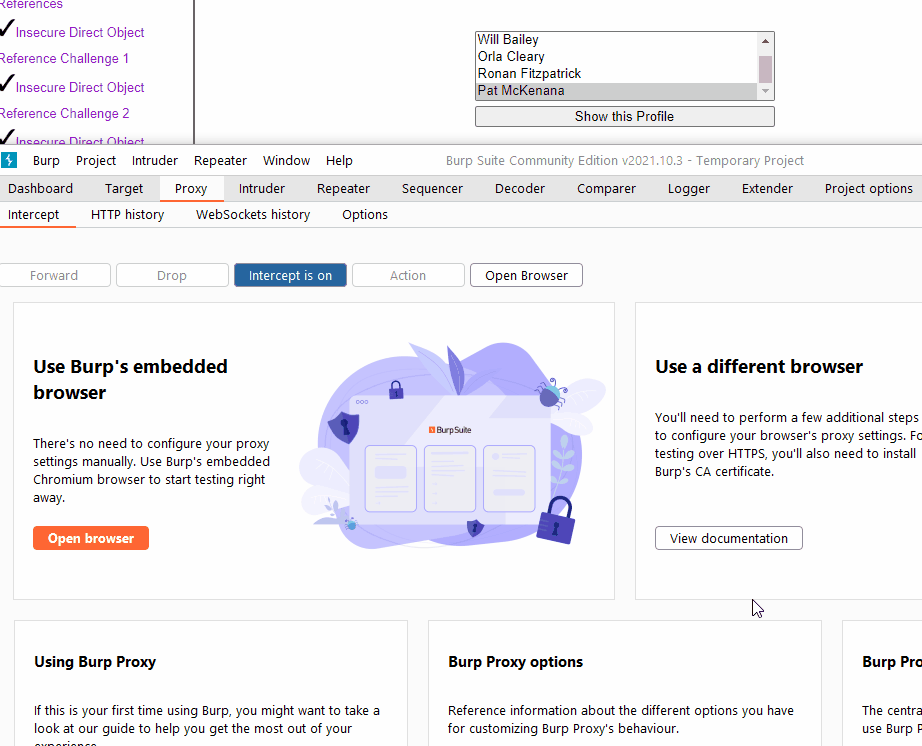 References
Insecure Direct Object
Reference Challenge 1
Insecure Direct Object
Reference Challenge 2
Insecure Direct Object
Will Bailey
Orla Cleary
Ronan Fitzpatrick
Pat McKenana
Show this Profile
Burp Project Intruder Repeater Window Help Burp Suite Community Edition v2021.10.3 - Temporary Project
Dashboard Target Proxy Intruder Repeater Sequencer Decoder Comparer Logger Extender Project options
Intercept HTTP history WebSockets history Options
Forward Drop Intercept is on Action Open Browser
Use Burp's embedded
browser
There's no need to configure your proxy
settings manually. Use Burp's embedded
Chromium browser to start testing right
away.
Open browser
BurpSuite
Use a different browser
You'll need to perform a few additional steps
to configure your browser's proxy settings. Fo
testing over HTTPS, you'll also need to install
Burp's CA certificate.
View documentation
Using Burp Proxy
If this is your first time using Burp, you might want to take a
look at our guide to help you get the most out of your
experience.
Burp Proxy options
Reference information about the different options you have
for customizing Burp Proxy's behaviour.
Burp Pro
The centra
use Burp P